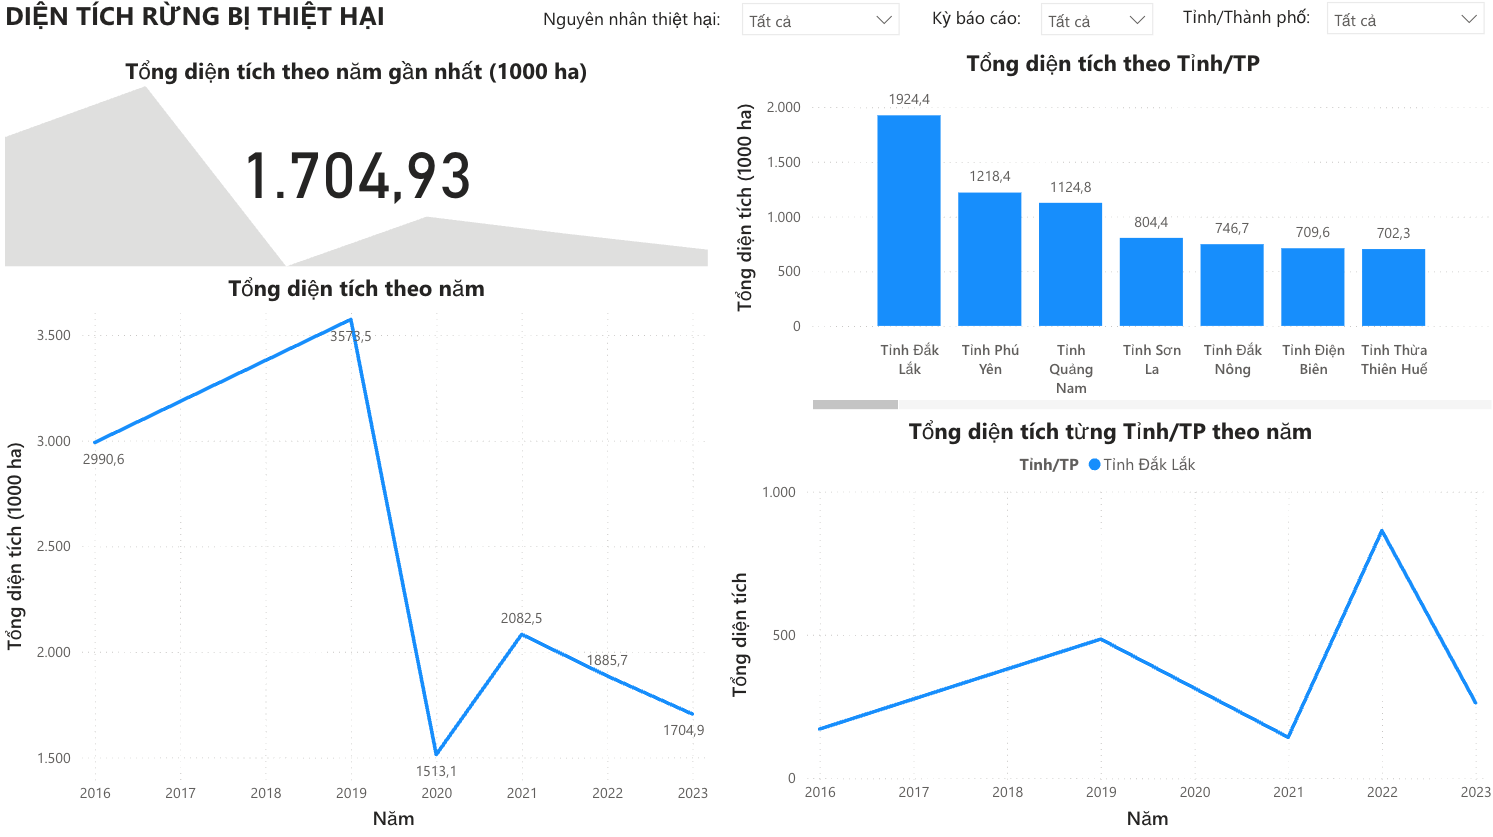 DIỆN TÍCH RỪNG BỊ THIỆT HẠI
Nguyên nhân thiệt hại:
Tất cả
Kỳ báo cáo:
Tất cả
Tỉnh/Thành phố:
Tất cả
Tổng diện tích theo năm gần nhất (1000 ha)
1.704,93
Tổng diện tích theo năm
Tổng diện tích (1000 ha)
3.500
3.000
2.500
2.000
1.500
2990,6
3573,5
1513,1
2082,5
1885,7
1704,9
2016 2017 2018 2019 2020 2021 2022 2023
Năm
Tổng diện tích theo Tỉnh/TP
Tổng diện tích (1000 ha)
2.000
1.500
1.000
500
0
1924,4
1218,4
1124,8
804,4
746,7
709,6
702,3
Tỉnh Đắk
Lắk
Tỉnh Phú
Yên
Tỉnh
Quảng
Nam
Tỉnh Sơn
La
Tỉnh Đắk
Nông
Tỉnh Điện
Biên
Tỉnh Thừa
Thiên Huế
Tổng diện tích từng Tỉnh/TP theo năm
Tỉnh/TP Tỉnh Đắk Lắk
Tổng diện tích
1.000
500
0
2016 2017 2018 2019 2020 2021 2022 2023
Năm